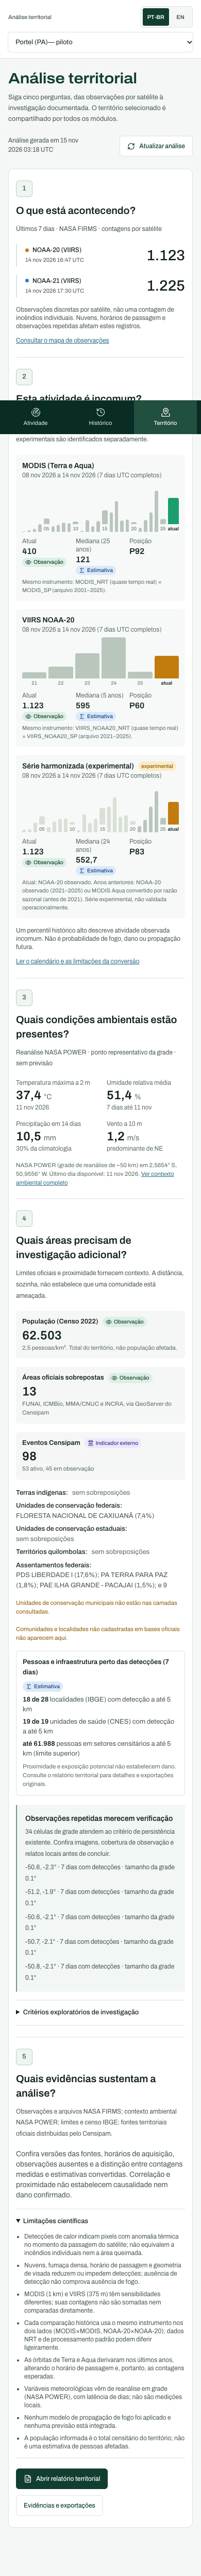 Análise territorial
PT-BR
EN
Portel (PA)— piloto
Análise territorial
Siga cinco perguntas, das observações por satélite à
investigação documentada. O território selecionado é
compartilhado por todos os módulos.
Análise gerada em 15 nov
2026 03:18 UTC
Atualizar análise
1
O que está acontecendo?
Últimos 7 dias · NASA FIRMS · contagens por satélite
NOAA-20 (VIIRS)
14 nov 2026 16:47 UTC
1.123
NOAA-21 (VIIRS)
14 nov 2026 17:30 UTC
1.225
Observações discretas por satélite, não uma contagem de
incêndios individuais. Nuvens, horários de passagem e
observações repetidas afetam estes registros.
Consultar o mapa de observações
2
Esta atividade é incomum?
Atividade
Histórico
Território
experimentais são identificados separadamente.
MODIS (Terra e Aqua)
08 nov 2026 a 14 nov 2026 (7 dias UTC completos)
atual
Atual
410
Observação
Mediana (25
anos)
121
Estimativa
Posição
P92
Mesmo instrumento: MODIS_NRT (quase tempo real) +
MODIS_SP (arquivo 2001–2025).
VIIRS NOAA-20
08 nov 2026 a 14 nov 2026 (7 dias UTC completos)
21
22
23
24
25
atual
Atual
1.123
Observação
Mediana (5 anos)
595
Estimativa
Posição
P60
Mesmo instrumento: VIIRS_NOAA20_NRT (quase tempo real)
+ VIIRS_NOAA20_SP (arquivo 2021–2025).
Série harmonizada (experimental)
experimental
08 nov 2026 a 14 nov 2026 (7 dias UTC completos)
atual
Atual
1.123
Observação
Mediana (24
anos)
552,7
Estimativa
Posição
P83
Atual: NOAA-20 observado. Anos anteriores: NOAA-20
observado (2021–2025) ou MODIS Aqua convertido por razão
sazonal (antes de 2021). Série experimental, não validada
operacionalmente.
Um percentil histórico alto descreve atividade observada
incomum. Não é probabilidade de fogo, dano ou propagação
futura.
Ler o calendário e as limitações da conversão
3
Quais condições ambientais estão
presentes?
Reanálise NASA POWER · ponto representativo da grade ·
sem previsão
Temperatura máxima a 2 m
37,4 °C
11 nov 2026
Umidade relativa média
51,4 %
7 dias até 11 nov
Precipitação em 14 dias
10,5 mm
30% da climatologia
Vento a 10 m
1,2 m/s
predominante de NE
NASA POWER (grade de reanálise de ~50 km) em 2,5654° S,
50,9556° W. Último dia disponível: 11 nov 2026. Ver contexto
ambiental completo
4
Quais áreas precisam de
investigação adicional?
Limites oficiais e proximidade fornecem contexto. A distância,
sozinha, não estabelece que uma comunidade está
ameaçada.
População (Censo 2022)
Observação
62.503
2,5 pessoas/km². Total do território, não população afetada.
Áreas oficiais sobrepostas
Observação
13
FUNAI, ICMBio, MMA/CNUC e INCRA, via GeoServer do
Censipam
Eventos Censipam
Indicador externo
98
53 ativo, 45 em observação
Terras indígenas: sem sobreposições
Unidades de conservação federais:
FLORESTA NACIONAL DE CAXIUANÃ (7,4%)
Unidades de conservação estaduais:
sem sobreposições
Territórios quilombolas: sem sobreposições
Assentamentos federais:
PDS LIBERDADE I (17,6%); PA TERRA PARA PAZ
(1,8%); PAE ILHA GRANDE - PACAJAI (1,5%); e 9
Unidades de conservação municipais não estão nas camadas
consultadas.
Comunidades e localidades não cadastradas em bases oficiais
não aparecem aqui.
Pessoas e infraestrutura perto das detecções (7
dias)
Estimativa
18 de 28 localidades (IBGE) com detecção a até 5
km
19 de 19 unidades de saúde (CNES) com detecção
a até 5 km
até 61.988 pessoas em setores censitários a até 5
km (limite superior)
Proximidade e exposição potencial não estabelecem dano.
Consulte o relatório territorial para detalhes e exportações
originais.
Observações repetidas merecem verificação
34 células de grade atendem ao critério de persistência
existente. Confira imagens, cobertura de observação e
relatos locais antes de concluir.
-50.6, -2.3° · 7 dias com detecções · tamanho da grade
0.1°
-51.2, -1.9° · 7 dias com detecções · tamanho da grade
0.1°
-50.6, -2.1° · 7 dias com detecções · tamanho da grade
0.1°
-50.7, -2.1° · 7 dias com detecções · tamanho da grade
0.1°
-50.8, -2.1° · 7 dias com detecções · tamanho da grade
0.1°
Critérios exploratórios de investigação
5
Quais evidências sustentam a
análise?
Observações e arquivos NASA FIRMS; contexto ambiental
NASA POWER; limites e censo IBGE; fontes territoriais
oficiais distribuídas pelo Censipam.
Confira versões das fontes, horários de aquisição,
observações ausentes e a distinção entre contagens
medidas e estimativas convertidas. Correlação e
proximidade não estabelecem causalidade nem
dano confirmado.
Limitações científicas
Detecções de calor indicam pixels com anomalia térmica
no momento da passagem do satélite; não equivalem a
incêndios individuais nem a área queimada.
Nuvens, fumaça densa, horário de passagem e geometria
de visada reduzem ou impedem detecções; ausência de
detecção não comprova ausência de fogo.
MODIS (1 km) e VIIRS (375 m) têm sensibilidades
diferentes; suas contagens não são somadas nem
comparadas diretamente.
Cada comparação histórica usa o mesmo instrumento nos
dois lados (MODIS×MODIS, NOAA-20×NOAA-20); dados
NRT e de processamento padrão podem diferir
ligeiramente.
As órbitas de Terra e Aqua derivaram nos últimos anos,
alterando o horário de passagem e, portanto, as contagens
esperadas.
Variáveis meteorológicas vêm de reanálise em grade
(NASA POWER), com latência de dias; não são medições
locais.
Nenhum modelo de propagação de fogo foi aplicado e
nenhuma previsão está integrada.
A população informada é o total censitário do território; não
é uma estimativa de pessoas afetadas.
Abrir relatório territorial
Evidências e exportações